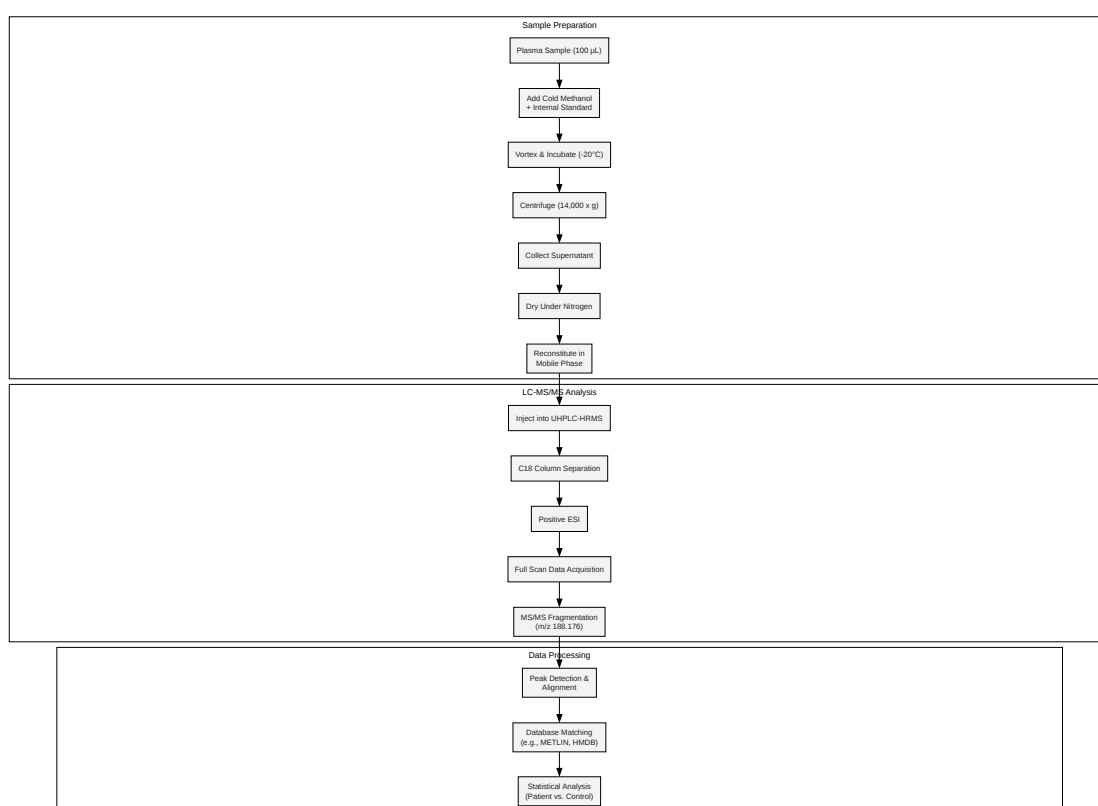 Sample Preparation
Plasma Sample (100 µL)
Add Cold Methanol
+ Internal Standard
Vortex & Incubate (-20°C)
Centrifuge (14,000 x g)
Collect Supernatant
Dry Under Nitrogen
Reconstitute in
Mobile Phase
LC-MS/MS Analysis
Inject into UHPLC-HRMS
C18 Column Separation
Positive ESI
Full Scan Data Acquisition
MS/MS Fragmentation
(m/z 188.176)
Data Processing
Peak Detection &
Alignment
Database Matching
(e.g., METLIN, HMDB)
Statistical Analysis
(Patient vs. Control)